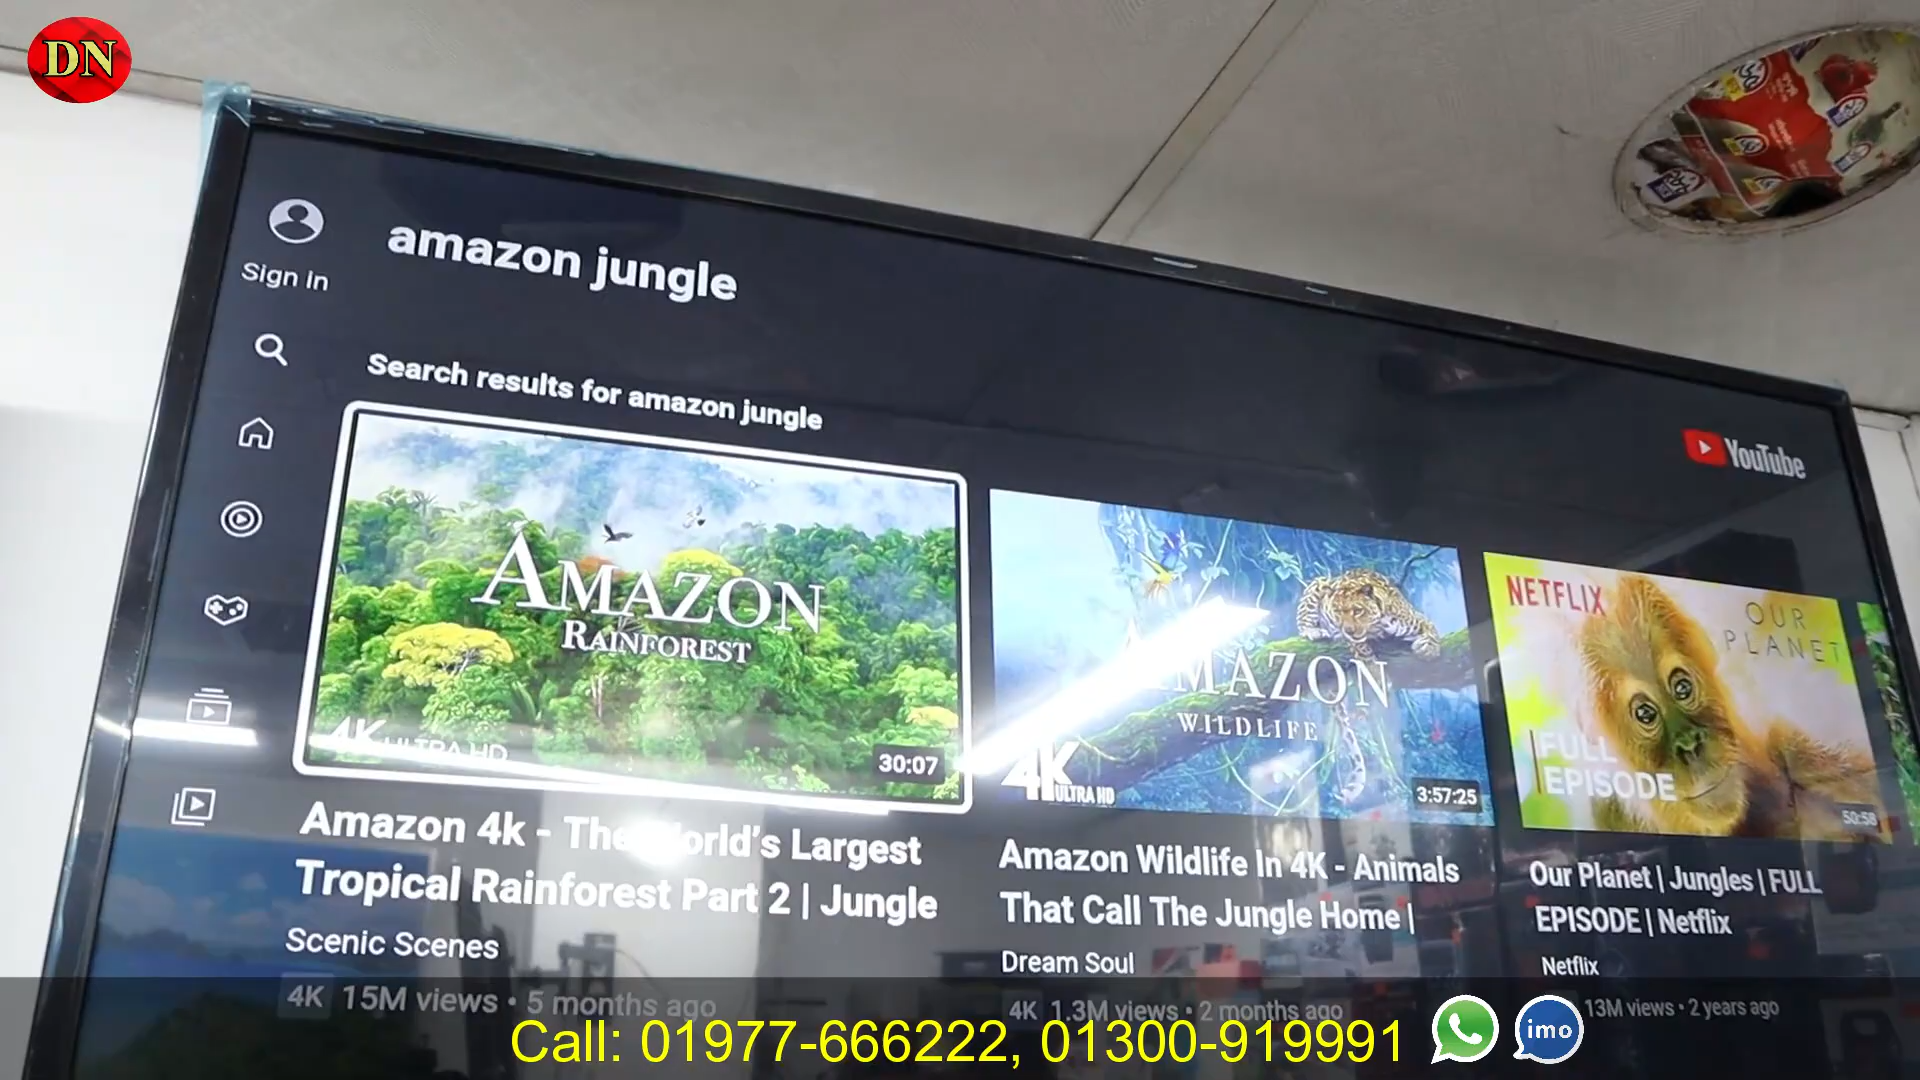 DN
amazon jungle
Sign In
Search results for amazon jungle
YouTube
AMAZON
RAINFOREST
4K ULTRA HD
30:07
AMAZON
WILDLIFE
4K
ULTRA HD
3:57:25
NETFLIX
OUR
PLANET
FULL
EPISODE
50:58
Amazon 4k - The World's Largest
Tropical Rainforest Part 2 | Jungle
Scenic Scenes
4K 15M views • 5 months ago
Amazon Wildlife In 4K - Animals
That Call The Jungle Home |
Dream Soul
4K 1.3M views • 2 months ago
Our Planet | Jungles | FULL
EPISODE | Netflix
Netflix
13M views • 2 years ago
Call: 01977-666222, 01300-919991
imo